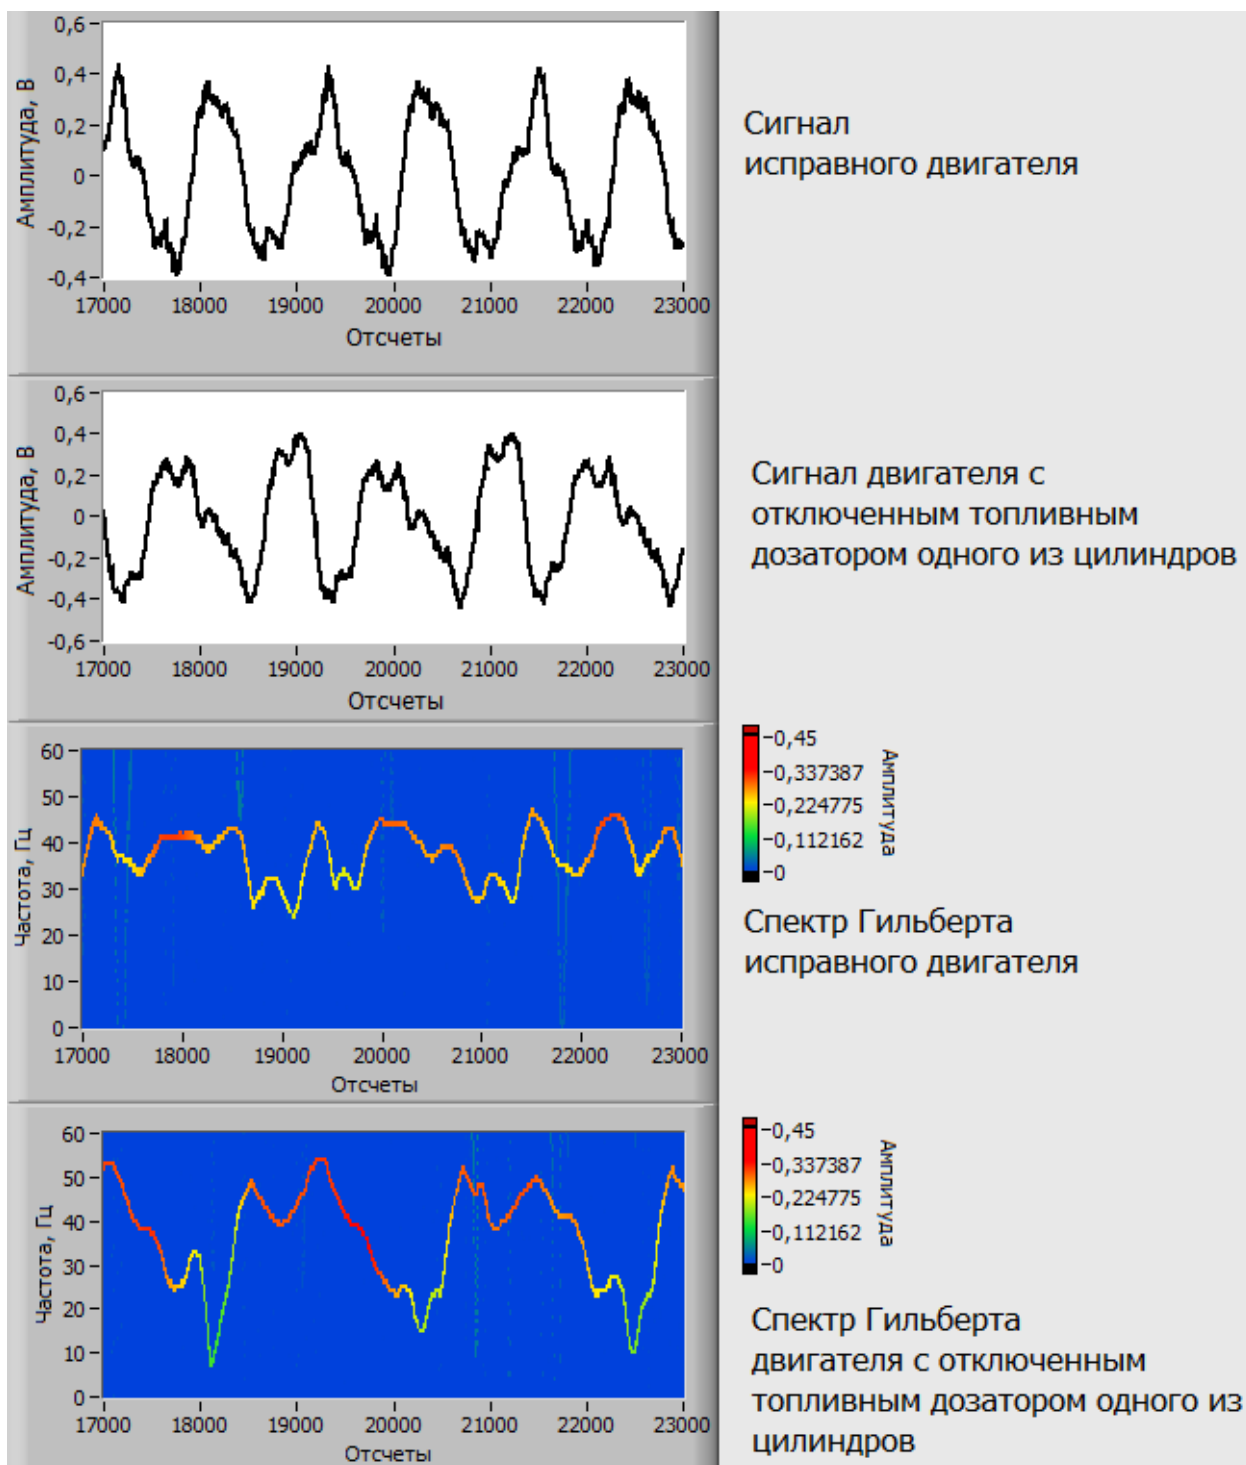 0,6
0,4
0,2
0
-0,2
-0,4
Амплитуда, В
17000 18000 19000 20000 21000 22000 23000
Отсчеты
Сигнал
исправного двигателя
0,6
0,4
0,2
0
-0,2
-0,4
-0,6
Амплитуда, В
17000 18000 19000 20000 21000 22000 23000
Отсчеты
Сигнал двигателя с
отключенным топливным
дозатором одного из цилиндров
60
50
40
30
20
10
0
Частота, Гц
17000 18000 19000 20000 21000 22000 23000
Отсчеты
0,45
0,337387
0,224775
0,112162
0
Амплитуда
Спектр Гильберта
исправного двигателя
60
50
40
30
20
10
0
Частота, Гц
17000 18000 19000 20000 21000 22000 23000
Отсчеты
0,45
0,337387
0,224775
0,112162
0
Амплитуда
Спектр Гильберта
двигателя с отключенным
топливным дозатором одного из
цилиндров